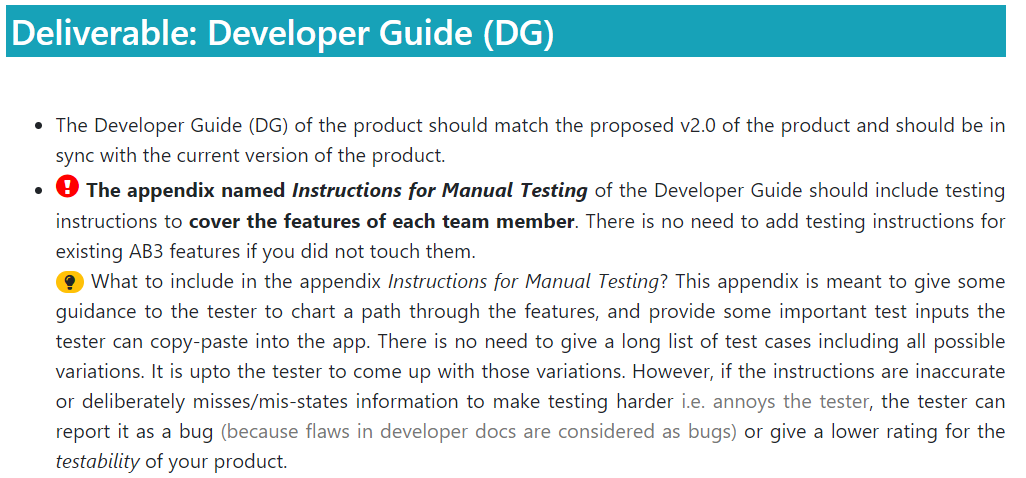 Deliverable: Developer Guide (DG)
The Developer Guide (DG) of the product should match the proposed v2.0 of the product and should be in
sync with the current version of the product.
The appendix named Instructions for Manual Testing of the Developer Guide should include testing
instructions to cover the features of each team member. There is no need to add testing instructions for
existing AB3 features if you did not touch them.
What to include in the appendix Instructions for Manual Testing? This appendix is meant to give some
guidance to the tester to chart a path through the features, and provide some important test inputs the
tester can copy-paste into the app. There is no need to give a long list of test cases including all possible
variations. It is upto the tester to come up with those variations. However, if the instructions are inaccurate
or deliberately misses/mis-states information to make testing harder i.e. annoys the tester, the tester can
report it as a bug (because flaws in developer docs are considered as bugs) or give a lower rating for the
testability of your product.